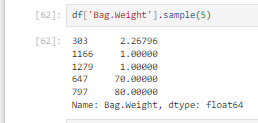 [62]: df['Bag.Weight'].sample(5)
[62]: 303 2.26796
1166 1.00000
1279 1.00000
647 70.00000
797 80.00000
Name: Bag.Weight, dtype: float64